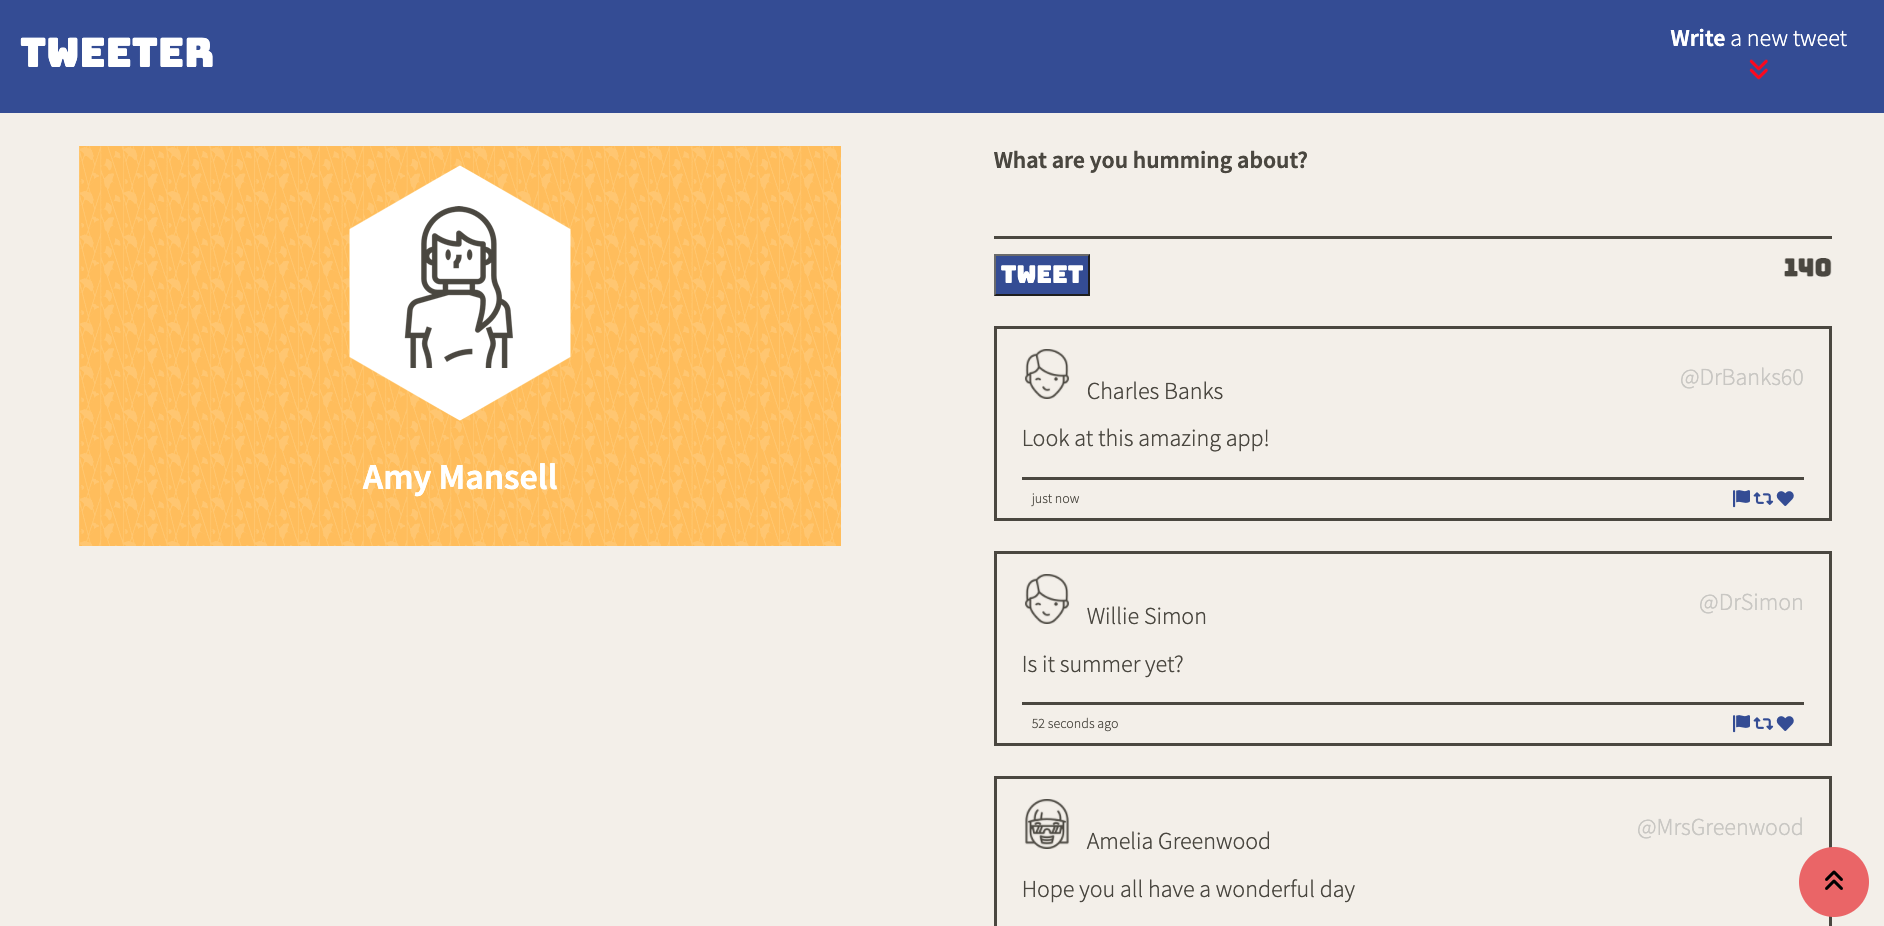 TWEETER
Write a new tweet
Amy Mansell
What are you humming about?
TWEET
140
Charles Banks
@DrBanks60
Look at this amazing app!
just now
Willie Simon
@DrSimon
Is it summer yet?
52 seconds ago
Amelia Greenwood
@MrsGreenwood
Hope you all have a wonderful day